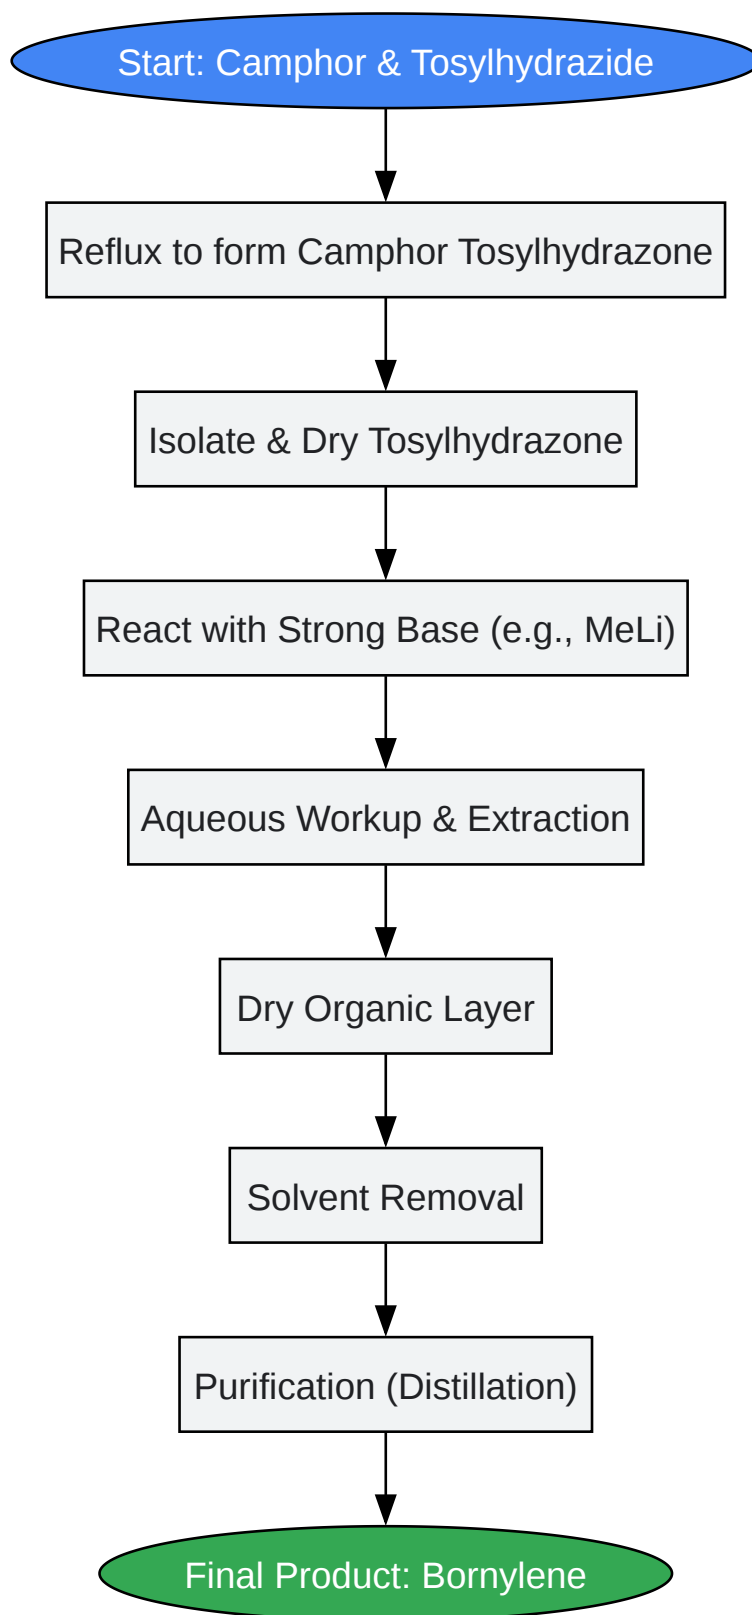 Start: Camphor & Tosylhydrazide
Reflux to form Camphor Tosylhydrazone
Isolate & Dry Tosylhydrazone
React with Strong Base (e.g., MeLi)
Aqueous Workup & Extraction
Dry Organic Layer
Solvent Removal
Purification (Distillation)
Final Product: Bornylene